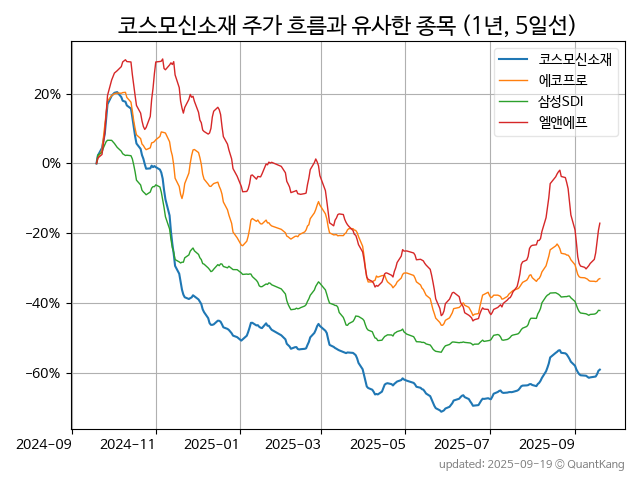 코스모신소재 주가 흐름과 유사한 종목 (1년, 5일선)
코스모신소재
에코프로
삼성SDI
엘앤에프
20%
0%
−20%
−40%
−60%
2024-09 2024-11 2025-01 2025-03 2025-05 2025-07 2025-09
updated: 2025-09-19 © QuantKang